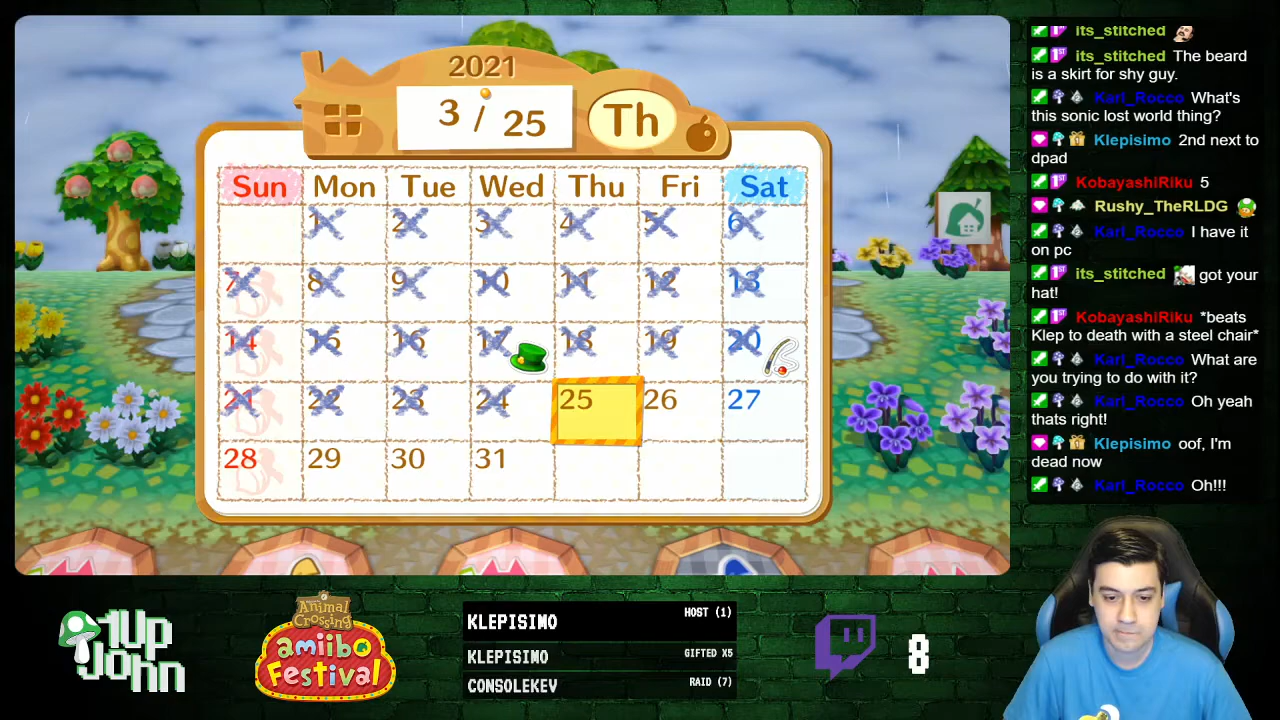 2021
3 / 25 Th
Sun Mon Tue Wed Thu Fri Sat
1 2 3 4 5 6
7 8 9 10 11 12 13
14 15 16 17 18 19 20
21 22 23 24 25 26 27
28 29 30 31
its_stitched
its_stitched The beard
is a skirt for shy guy.
Karl_Rocco What's
this sonic lost world thing?
Klepisimo 2nd next to
dpad
KobayashiRiku 5
Rushy_TheRLDG
Karl_Rocco I have it
on pc
its_stitched got your
hat!
KobayashiRiku *beats
Klep to death with a steel chair*
Karl_Rocco What are
you trying to do with it?
Karl_Rocco Oh yeah
thats right!
Klepisimo oof, I'm
dead now
Karl_Rocco Oh!!!
1Up
John
Animal
Crossing
amiibo
Festival
KLEPISIMO HOST (1)
KLEPISIMO GIFTED X5
CONSOLEKEV RAID (7)
8